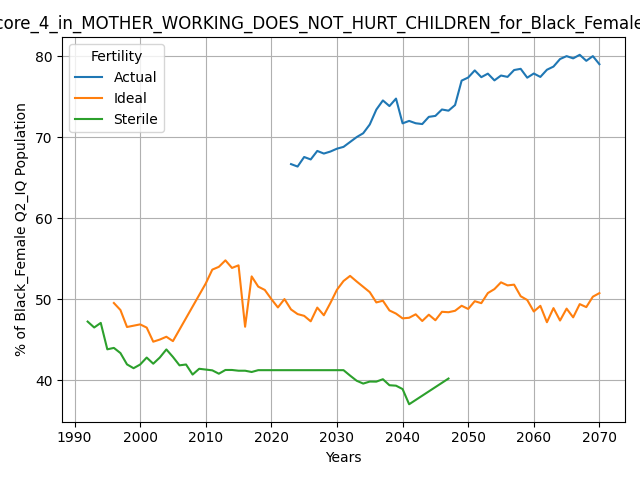 core_4_in_MOTHER_WORKING_DOES_NOT_HURT_CHILDREN_for_Black_Female
Fertility
Actual
Ideal
Sterile
% of Black_Female Q2_IQ Population
80
70
60
50
40
1990 2000 2010 2020 2030 2040 2050 2060 2070
Years